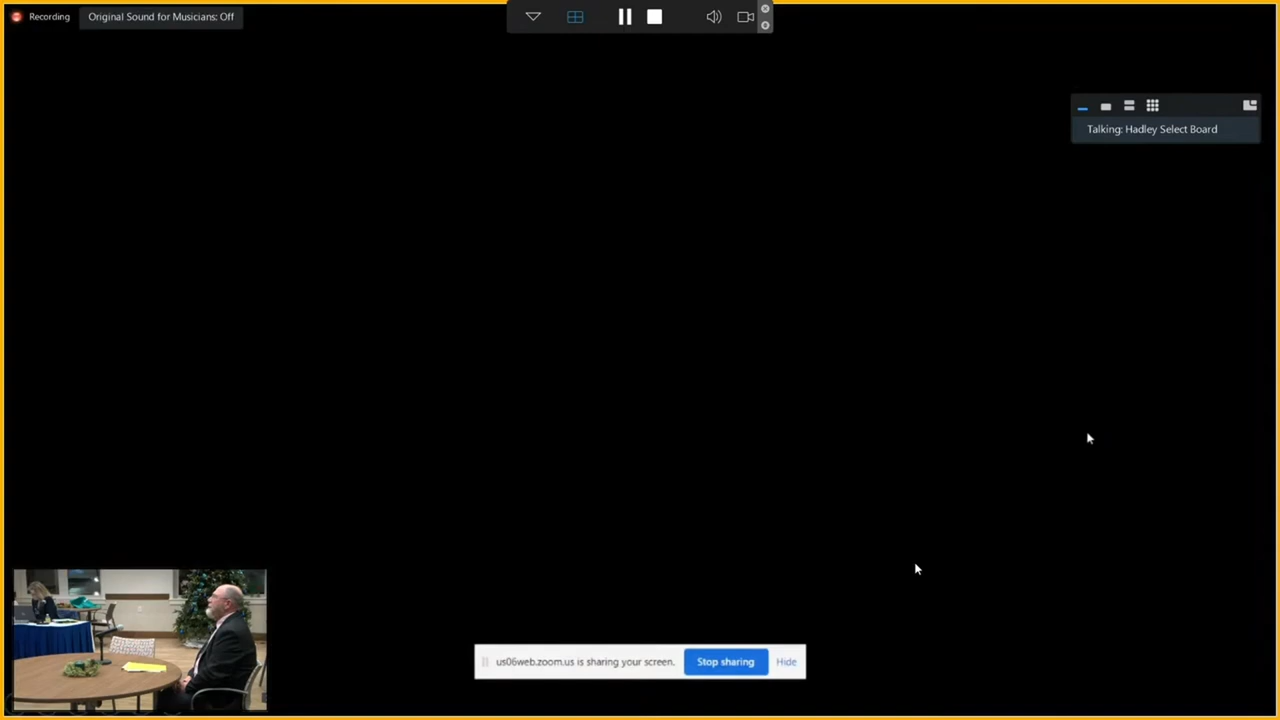 Recording
Original Sound for Musicians: Off
Talking: Hadley Select Board
us06web.zoom.us is sharing your screen.
Stop sharing
Hide